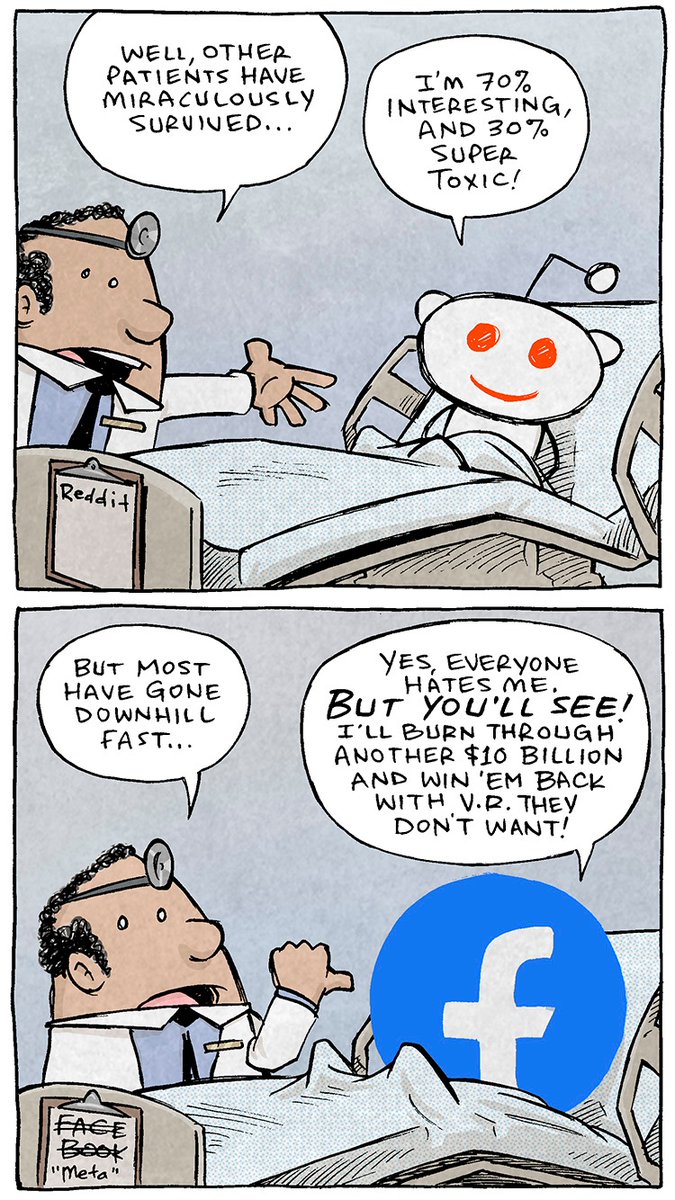 WELL, OTHER
PATIENTS HAVE
MIRACULOUSLY
SURVIVED...
I'M 70%
INTERESTING,
AND 30%
SUPER
TOXIC!
Reddit
BUT MOST
HAVE GONE
DOWNHILL
FAST...
YES, EVERYONE
HATES ME.
BUT YOU'LL SEE!
I'LL BURN THROUGH
ANOTHER $10 BILLION
AND WIN 'EM BACK
WITH V.R. THEY
DON'T WANT!
f
FACE
BOOK
"Meta"